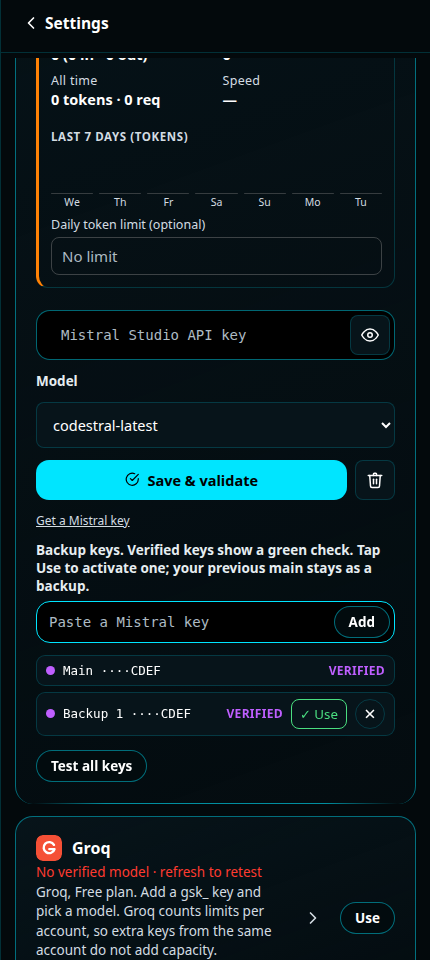 Settings
All time
Speed
0 tokens · 0 req
—
LAST 7 DAYS (TOKENS)
We Th Fr Sa Su Mo Tu
Daily token limit (optional)
No limit
Mistral Studio API key
Model
codestral-latest
Save & validate
Get a Mistral key
Backup keys. Verified keys show a green check. Tap
Use to activate one; your previous main stays as a
backup.
Paste a Mistral key
Add
Main ····CDEF VERIFIED
Backup 1 ····CDEF VERIFIED ✓ Use ✕
Test all keys
Groq
No verified model · refresh to retest
Groq, Free plan. Add a gsk_ key and
pick a model. Groq counts limits per
account, so extra keys from the same
account do not add capacity.
Use